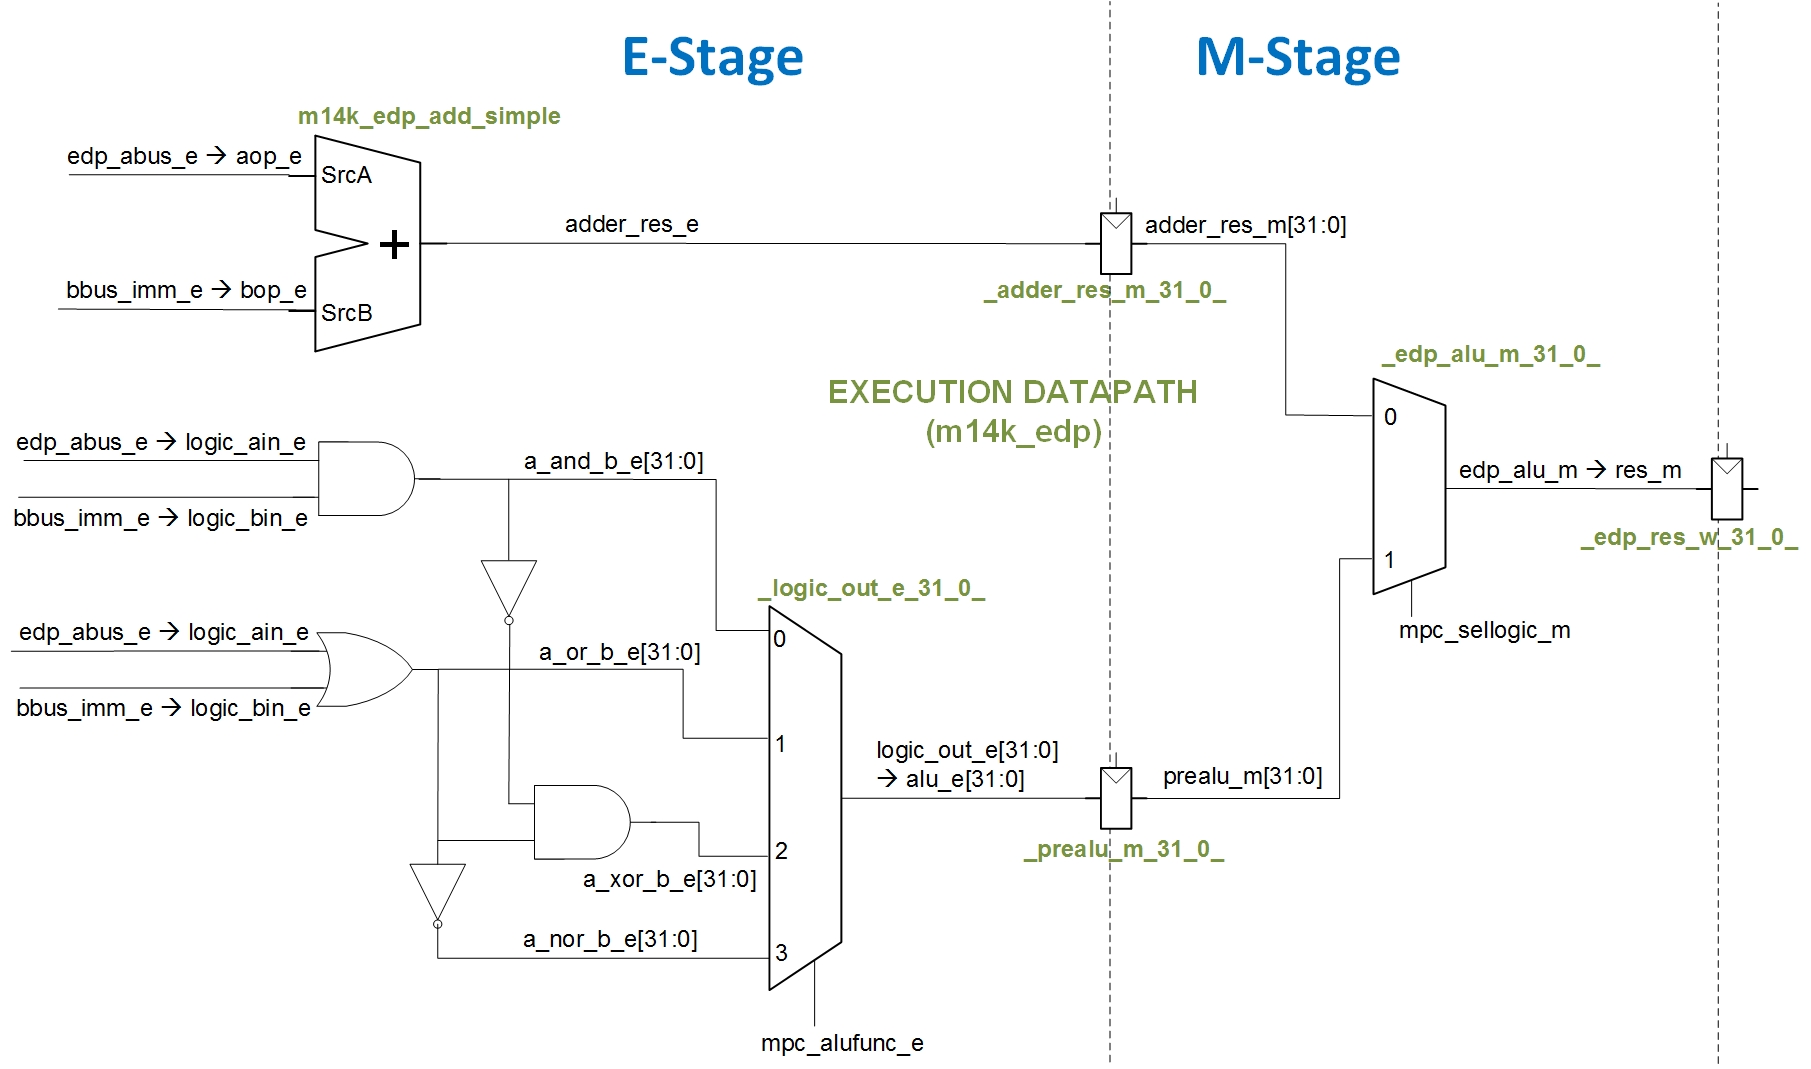 E-Stage
M-Stage
m14k_edp_add_simple
edp_abus_e → aop_e
SrcA
adder_res_e
adder_res_m[31:0]
+
bbus_imm_e → bop_e
SrcB
_adder_res_m_31_0_
_edp_alu_m_31_0_
EXECUTION DATAPATH
(m14k_edp)
0
edp_abus_e → logic_ain_e
a_and_b_e[31:0]
edp_alu_m → res_m
bbus_imm_e → logic_bin_e
_edp_res_w_31_0_
1
_logic_out_e_31_0_
mpc_sellogic_m
edp_abus_e → logic_ain_e
0
a_or_b_e[31:0]
bbus_imm_e → logic_bin_e
1
logic_out_e[31:0]
→ alu_e[31:0]
prealu_m[31:0]
2
_prealu_m_31_0_
a_xor_b_e[31:0]
a_nor_b_e[31:0]
3
mpc_alufunc_e